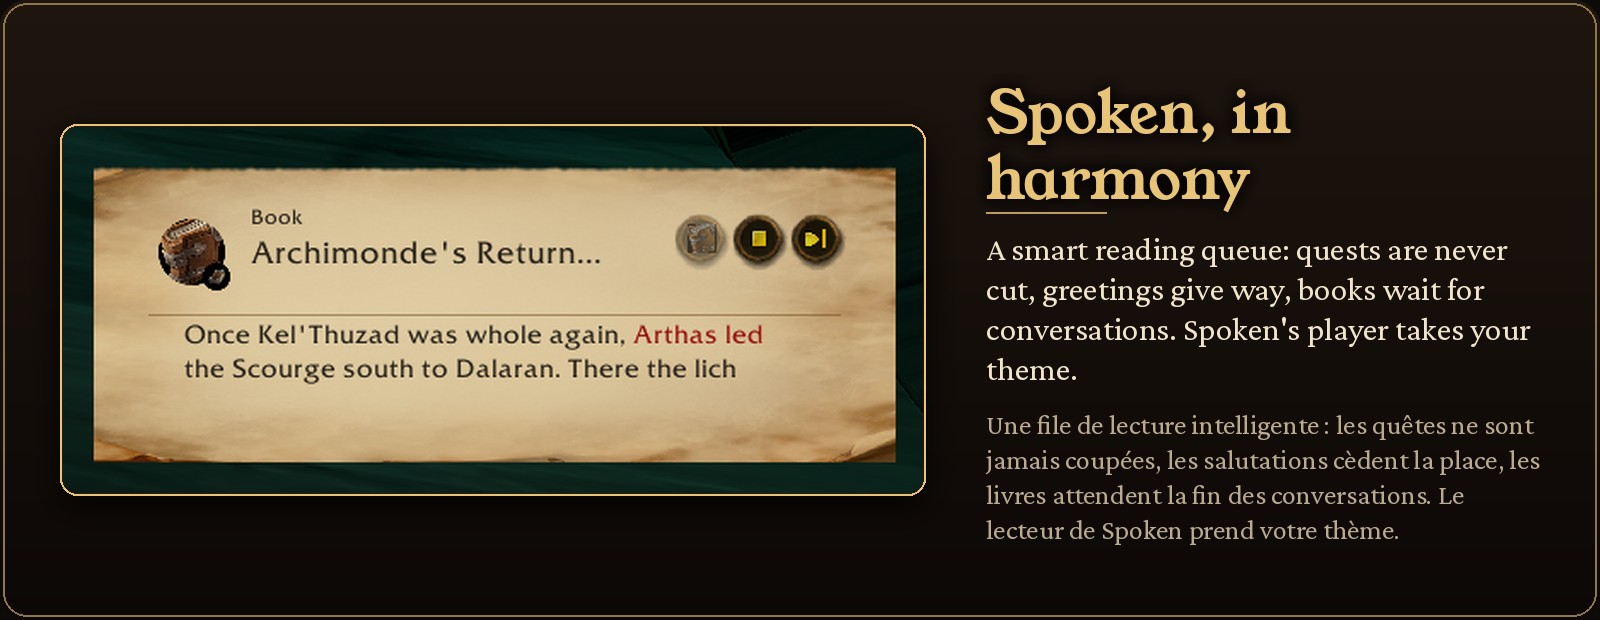 Book
Archimonde's Return...
Once Kel'Thuzad was whole again, Arthas led
the Scourge south to Dalaran. There the lich
Spoken, in
harmony
A smart reading queue: quests are never
cut, greetings give way, books wait for
conversations. Spoken's player takes your
theme.
Une file de lecture intelligente : les quêtes ne sont
jamais coupées, les salutations cèdent la place, les
livres attendent la fin des conversations. Le
lecteur de Spoken prend votre thème.